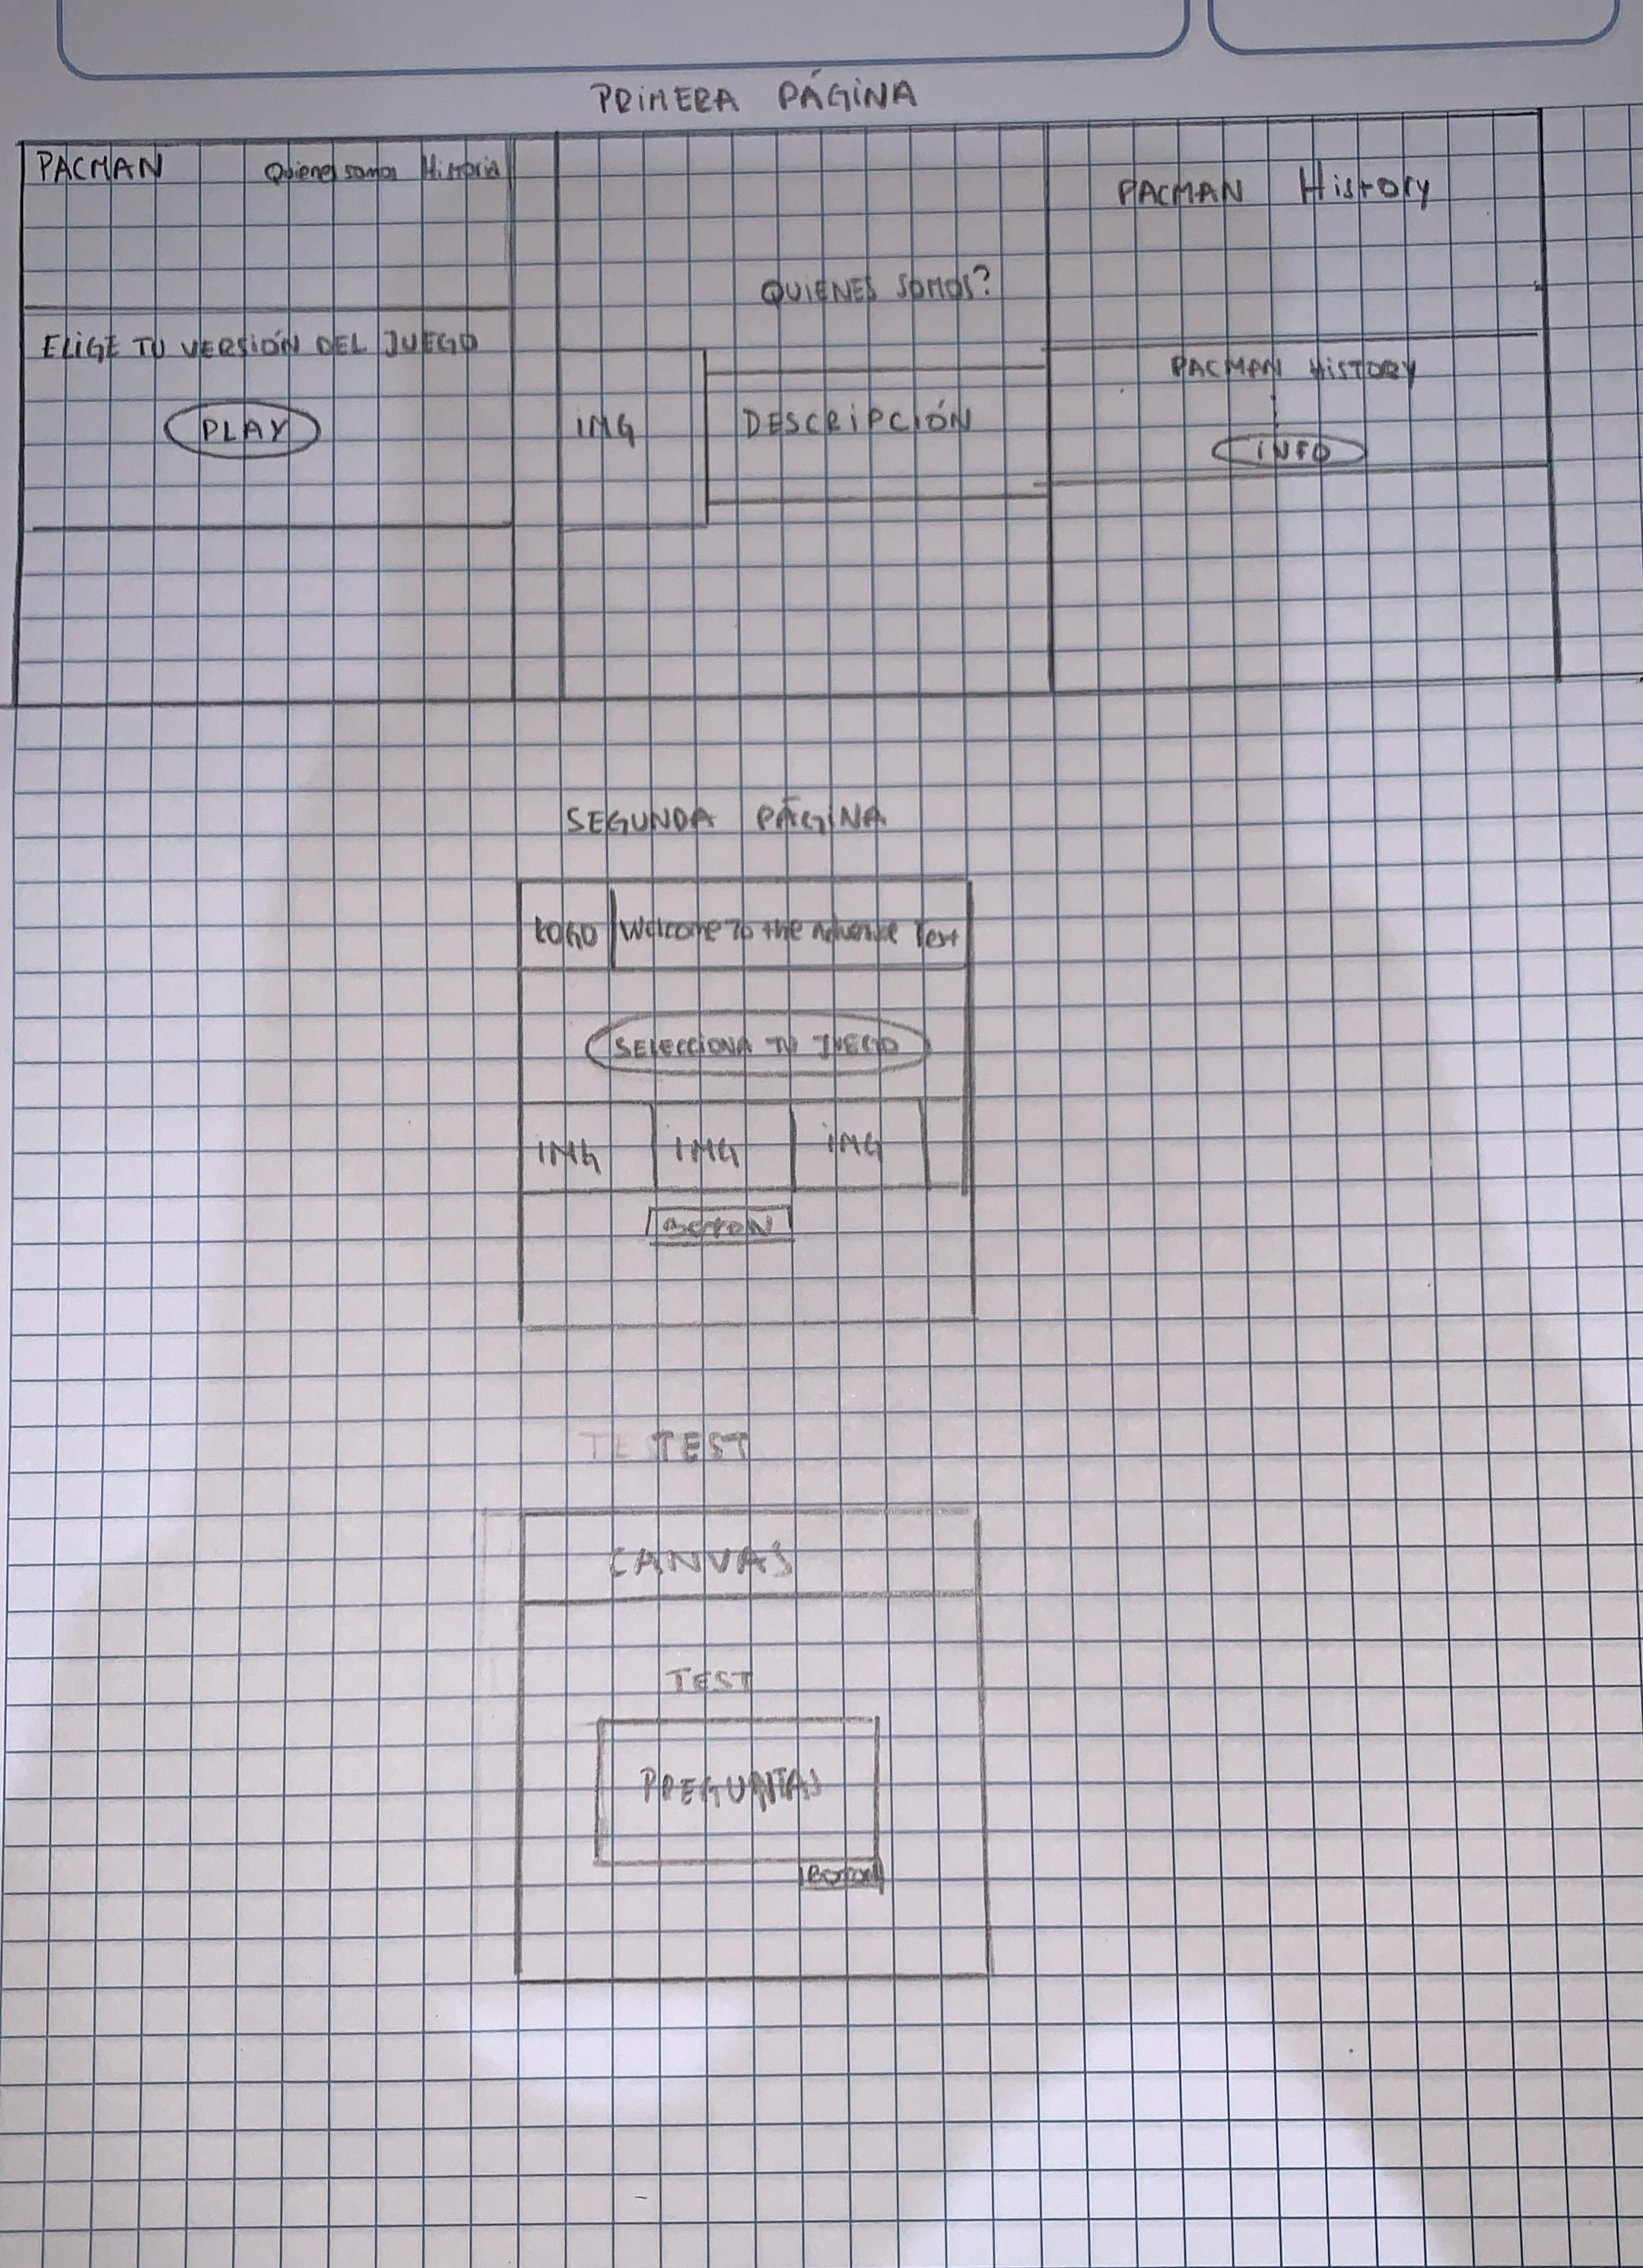 PRIMERA PÁGINA
PACMAN Quienes somos Historia
ELIGE TU VERSIÓN DEL JUEGO
PLAY
QUIENES SOMOS?
IMG
DESCRIPCIÓN
PACMAN History
PACMAN HISTORY
INFO
SEGUNDA PÁGINA
LOGO Welcome To the Test
SELECCIONA TU JUEGO
IMG IMG IMG
BOTON
TE TEST
CANVAS
TEST
PREGUNTAS
BOTON